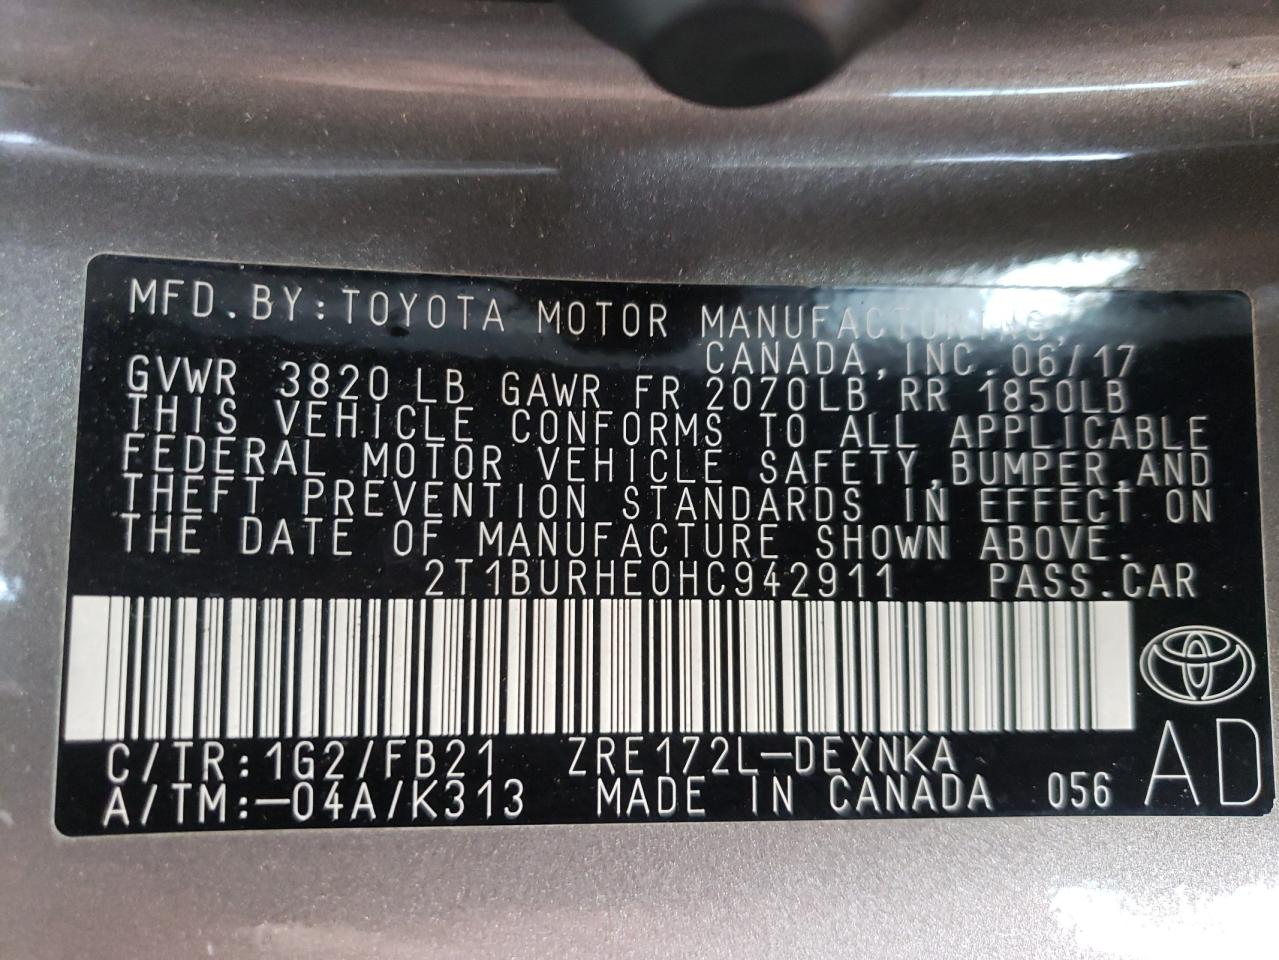 MFD.BY:TOYOTA MOTOR MANUFACTURING,
CANADA,INC.06/17
GVWR 3820LB GAWR FR 2070LB RR 1850LB
THIS VEHICLE CONFORMS TO ALL APPLICABLE
FEDERAL MOTOR VEHICLE SAFETY,BUMPER,AND
THEFT PREVENTION STANDARDS IN EFFECT ON
THE DATE OF MANUFACTURE SHOWN ABOVE.
2T1BURHE0HC942911 PASS.CAR
C/TR:1G2/FB21 ZRE172L-DEXNKA
A/TM:-04A/K313 MADE IN CANADA 056 AD